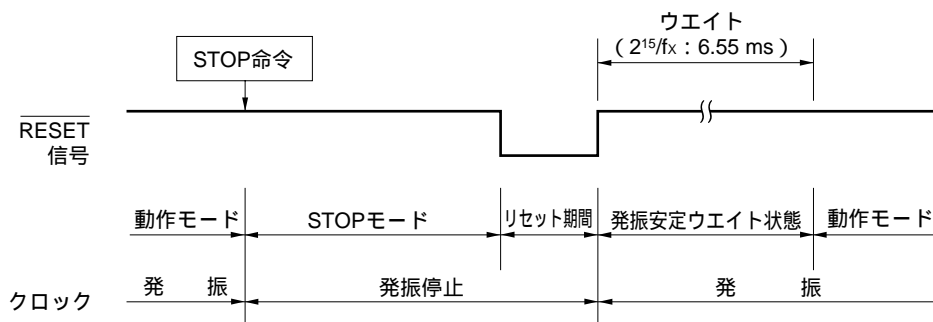 ウエイト
（2¹⁵/fx：6.55 ms）
STOP命令
RESET
信号
動作モード STOPモード リセット期間 発振安定ウエイト状態 動作モード
クロック 発 振 発振停止 発 振